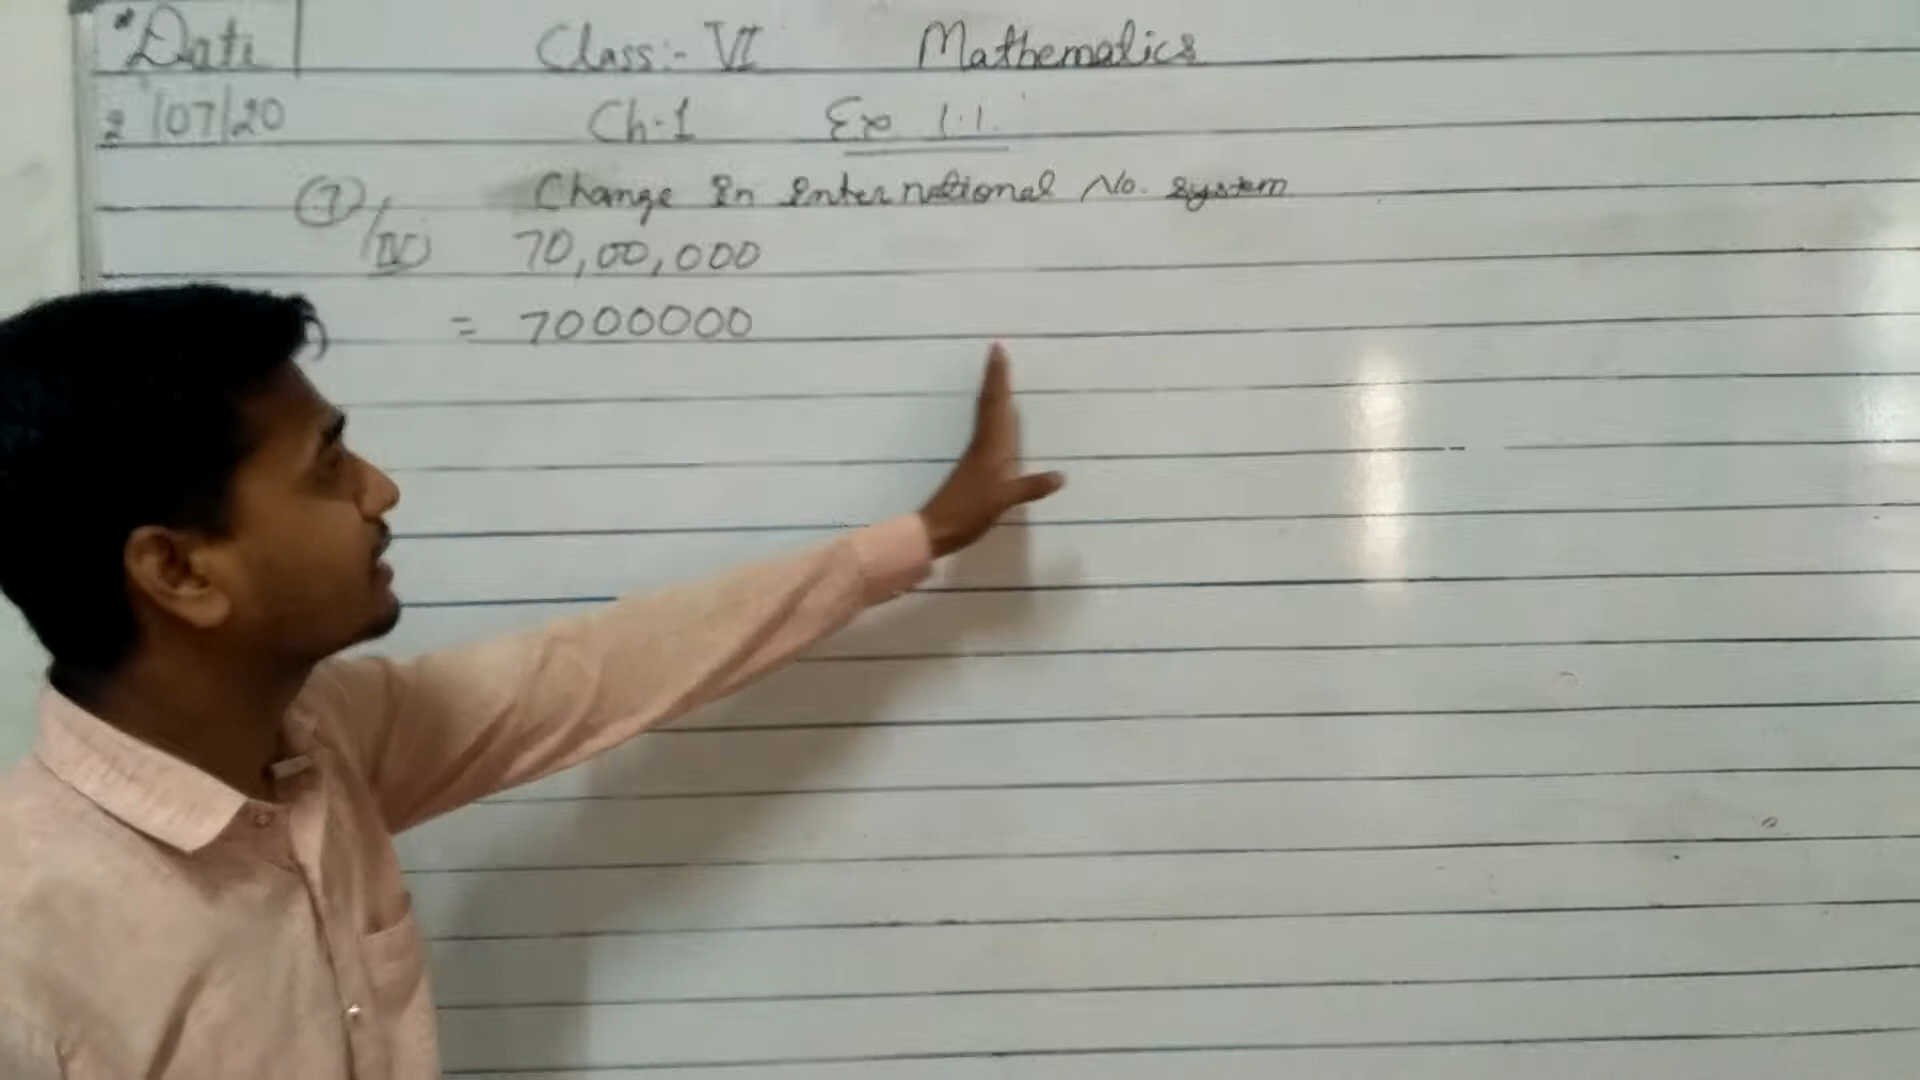 Date Class:- VI Mathematics
2 /07/20 Ch.1 Ex 1.1.
7 Change In International No. System
IV) 70,00,000
= 7000000